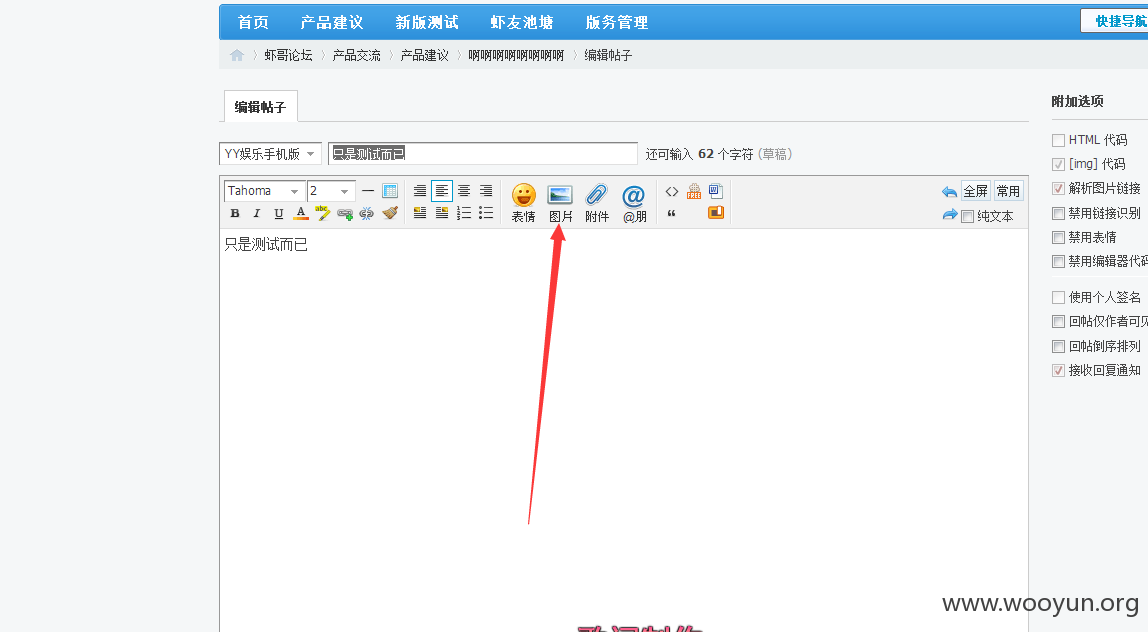 首页 产品建议 新版测试 虾友池塘 版务管理 快捷导航
虾哥论坛 产品交流 产品建议 啊啊啊啊啊啊啊啊 编辑帖子
编辑帖子
附加选项
YY娱乐手机版 只是测试而已 还可输入 62 个字符 (草稿)
HTML 代码
[img] 代码
解析图片链接
禁用链接识别
禁用表情
禁用编辑器代码
使用个人签名
回帖仅作者可见
回帖倒序排列
接收回复通知
Tahoma 2 全屏 常用
B I U A abc 表情 图片 附件 @朋 纯文本
只是测试而已
www.wooyun.org